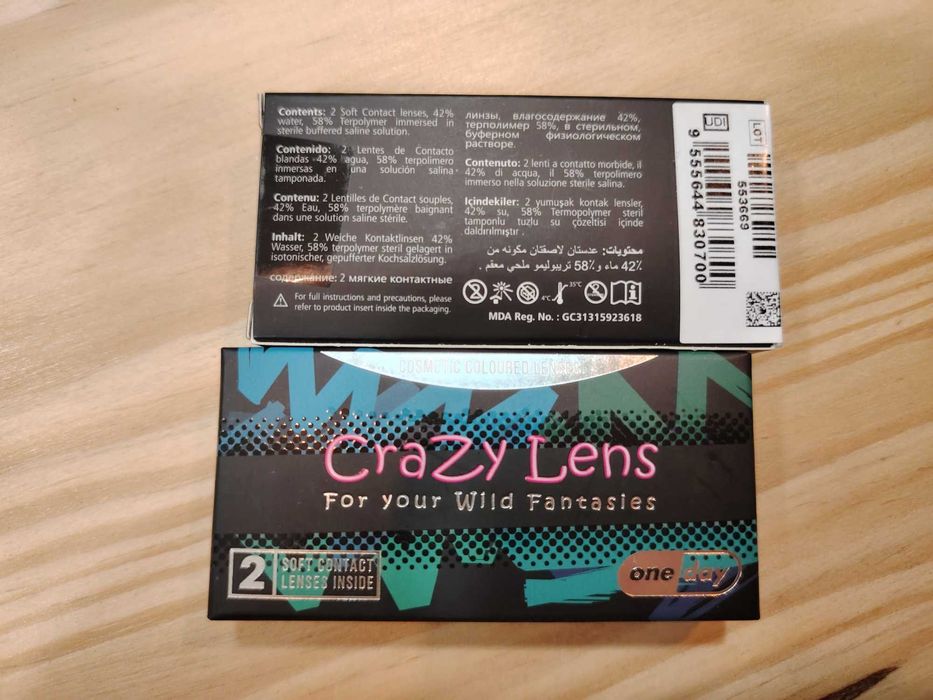 Contents: 2 Soft Contact lenses, 42%
water, 58% Terpolymer immersed in
sterile buffered saline solution.
Contenido: 2 Lentes de Contacto
blandas 42% agua, 58% terpolimero
inmersas en una solución salina
tamponada.
Contenu: 2 Lentilles de Contact souples,
42% Eau, 58% terpolymère baignant
dans une solution saline stérile.
Inhalt: 2 Weiche Kontaktlinsen 42%
Wasser, 58% terpolymer steril gelagert in
isotonischer, gepufferter Kochsalzlösung.
содержание: 2 мягкие контактные
For full instructions and precautions, please
refer to product insert inside the packaging.
линзы, влагосодержание 42%,
терполимер 58%, в стерильном,
буферном физиологическом
растворе.
Contenuto: 2 lenti a contatto morbide, il
42% di acqua, il 58% terpolimero
immerso nella soluzione sterile salina.
Içindekiler: 2 yumuşak kontak lensler,
42% su, 58% Termopolymer steril
tamponlu tuzlu su çözeltisi içinde
daldırılmıştır .
محتويات: عدستان لاصقتان مكونه من
42٪ ماء و58٪ تريبوليمو ملحي معقم .
4°C 35°C
MDA Reg. No. : GC31315923618
UDI
9 555644 830700
LOT
553669
COSMETIC COLOURED LENSES
CraZy Lens
For your Wild Fantasies
2 SOFT CONTACT
LENSES INSIDE
one day